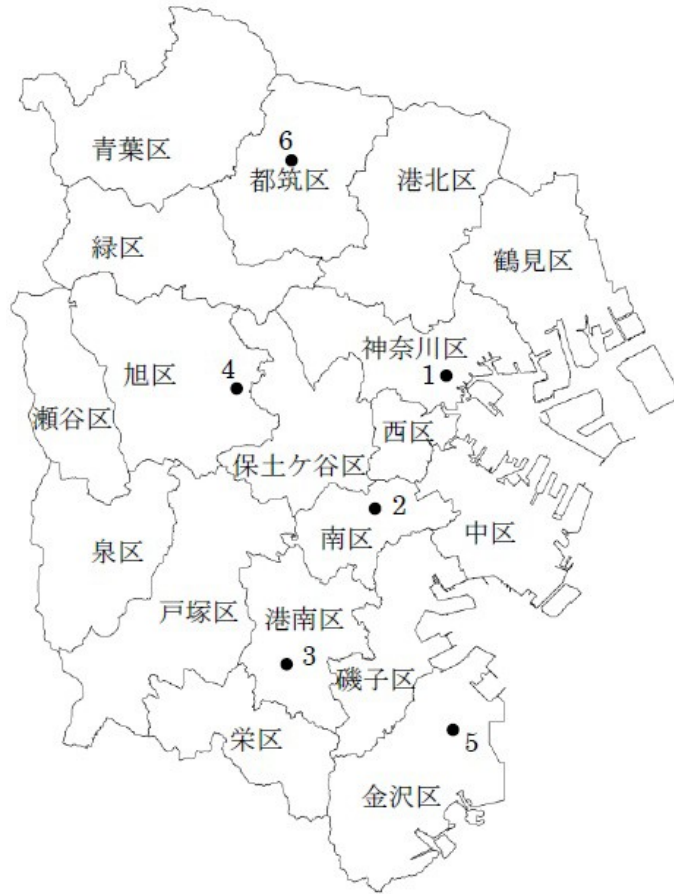 6
青葉区
都筑区
港北区
緑区
鶴見区
神奈川区
旭区
4
1
瀬谷区
西区
保土ケ谷区
2
南区
中区
泉区
戸塚区
港南区
3
磯子区
栄区
5
金沢区